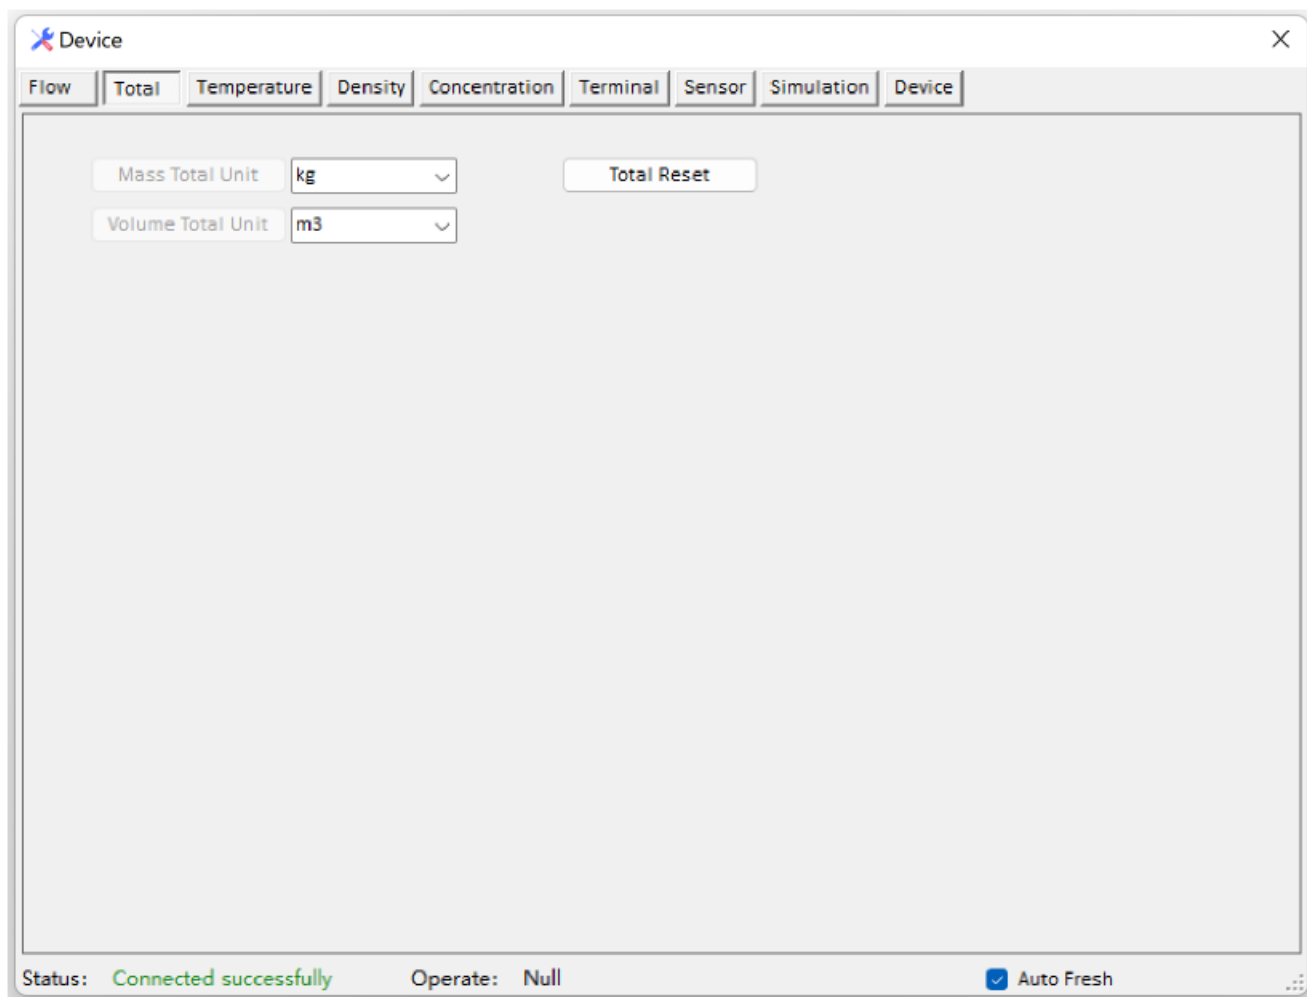 Device
Flow Total Temperature Density Concentration Terminal Sensor Simulation Device
Mass Total Unit kg Total Reset
Volume Total Unit m3
Status: Connected successfully Operate: Null Auto Fresh